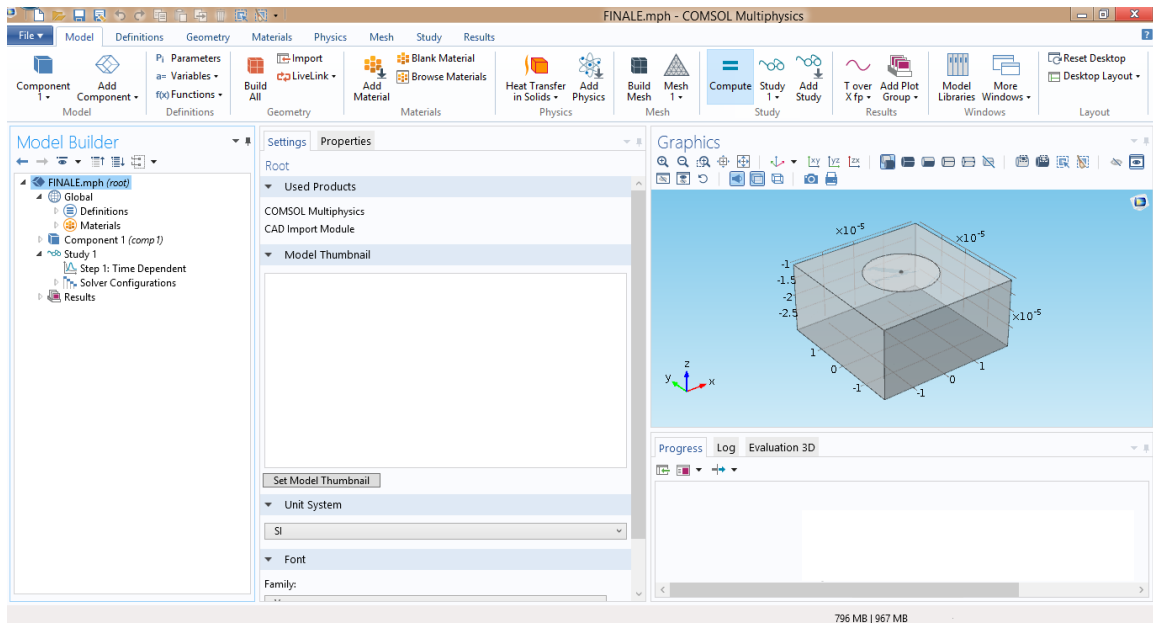 FINALE.mph - COMSOL Multiphysics
File Model Definitions Geometry Materials Physics Mesh Study Results
Component 1
Add Component
Model
Pi Parameters
a= Variables
f(x) Functions
Definitions
Build All
Import
LiveLink
Geometry
Add Material
Blank Material
Browse Materials
Materials
Heat Transfer in Solids
Add Physics
Physics
Build Mesh
Mesh 1
Mesh
Compute
Study 1
Add Study
Study
T over X fp
Add Plot Group
Results
Model Libraries
More Windows
Windows
Reset Desktop
Desktop Layout
Layout
Model Builder
FINALE.mph (root)
Global
Definitions
Materials
Component 1 (comp1)
Study 1
Step 1: Time Dependent
Solver Configurations
Results
Settings Properties
Root
Used Products
COMSOL Multiphysics
CAD Import Module
Model Thumbnail
Set Model Thumbnail
Unit System
SI
Font
Family:
Graphics
xy yz zx
×10⁻⁵
×10⁻⁵
-1
-1.5
-2
-2.5
×10⁻⁵
1
0
-1
1
0
-1
z
y
x
Progress Log Evaluation 3D
796 MB | 967 MB